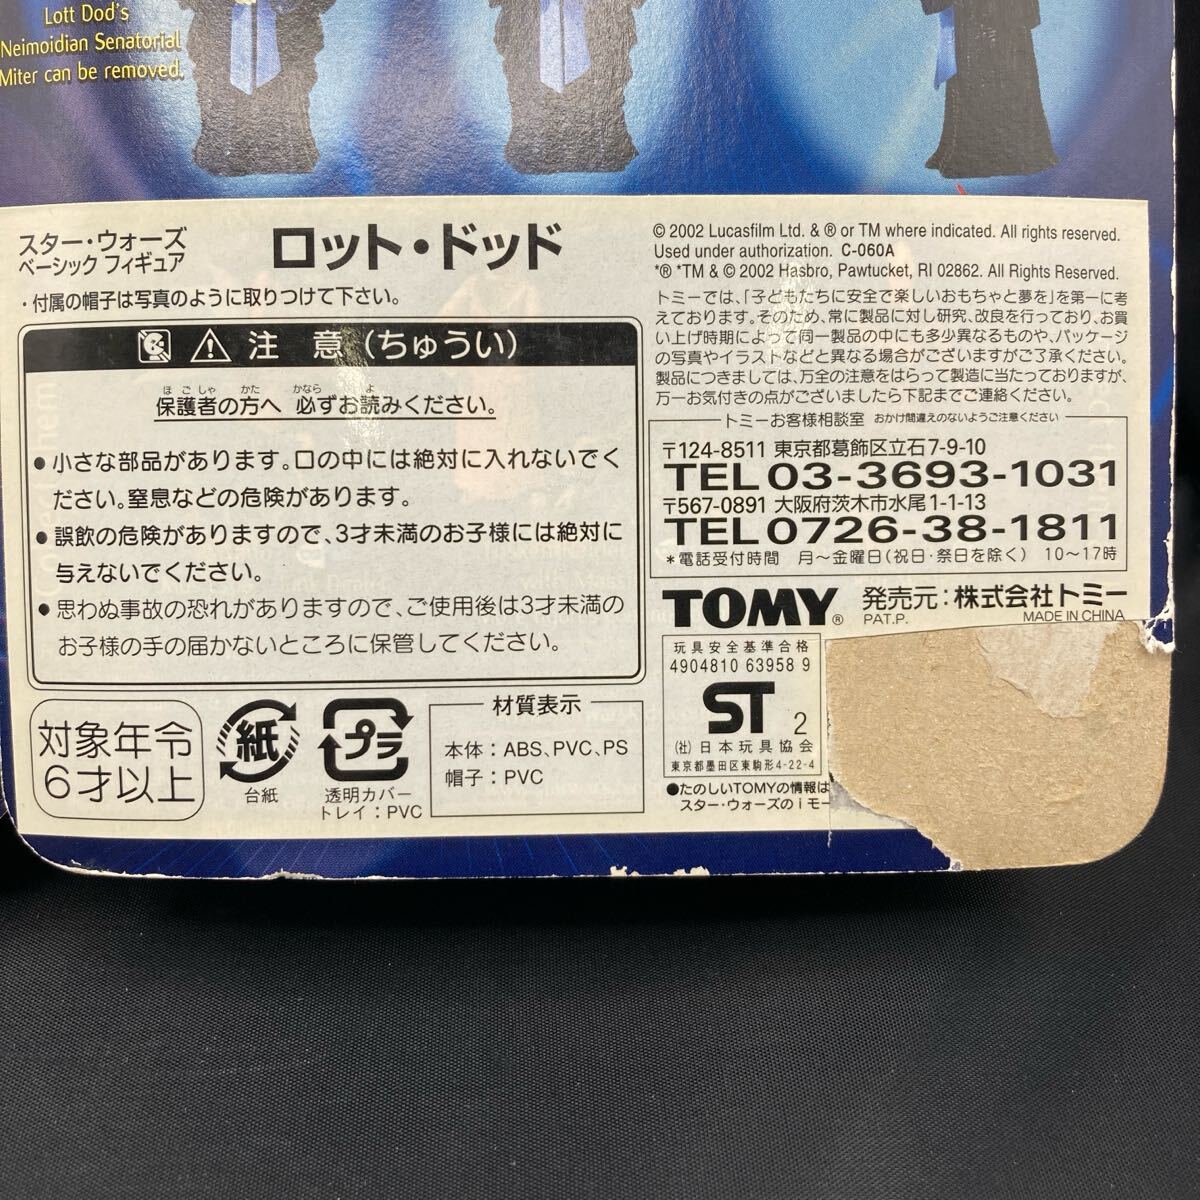 Lott Dod's
Neimoidian Senatorial
Miter can be removed.
スター・ウォーズ
ベーシック フィギュア
ロット・ドッド
・付属の帽子は写真のように取りつけて下さい。
注 意(ちゅうい)
ほごしゃ かた かなら よ
保護者の方へ 必ずお読みください。
● 小さな部品があります。口の中には絶対に入れないでく
ださい。窒息などの危険があります。
● 誤飲の危険がありますので、3才未満のお子様には絶対に
与えないでください。
● 思わぬ事故の恐れがありますので、ご使用後は3才未満の
お子様の手の届かないところに保管してください。
対象年令
6才以上
紙
台紙
プラ
透明カバー
トレイ：PVC
材質表示
本体：ABS、PVC、PS
帽子：PVC
© 2002 Lucasfilm Ltd. & ® or TM where indicated. All rights reserved.
Used under authorization. C-060A
*® *TM & © 2002 Hasbro, Pawtucket, RI 02862. All Rights Reserved.
トミーでは、「子どもたちに安全で楽しいおもちゃと夢を」を第一に考
えております。そのため、常に製品に対し研究、改良を行っており、お買
い上げ時期によって同一製品の中にも多少異なるものや、パッケージ
の写真やイラストなどと異なる場合がございますがご了承ください。
製品につきましては、万全の注意をはらって製造に当たっておりますが、
万一お気付きの点がございましたら下記までご連絡ください。
トミーお客様相談室 おかけ間違えのないようご注意ください
〒124-8511 東京都葛飾区立石7-9-10
TEL 03-3693-1031
〒567-0891 大阪府茨木市水尾1-1-13
TEL 0726-38-1811
*電話受付時間 月～金曜日(祝日・祭日を除く) 10～17時
TOMY® 発売元：株式会社トミー
PAT.P. MADE IN CHINA
玩具安全基準合格
4904810 63958 9
ST 2
(社)日本玩具協会
東京都墨田区東駒形4-22-4
●たのしいTOMYの情報は
スター・ウォーズのiモー